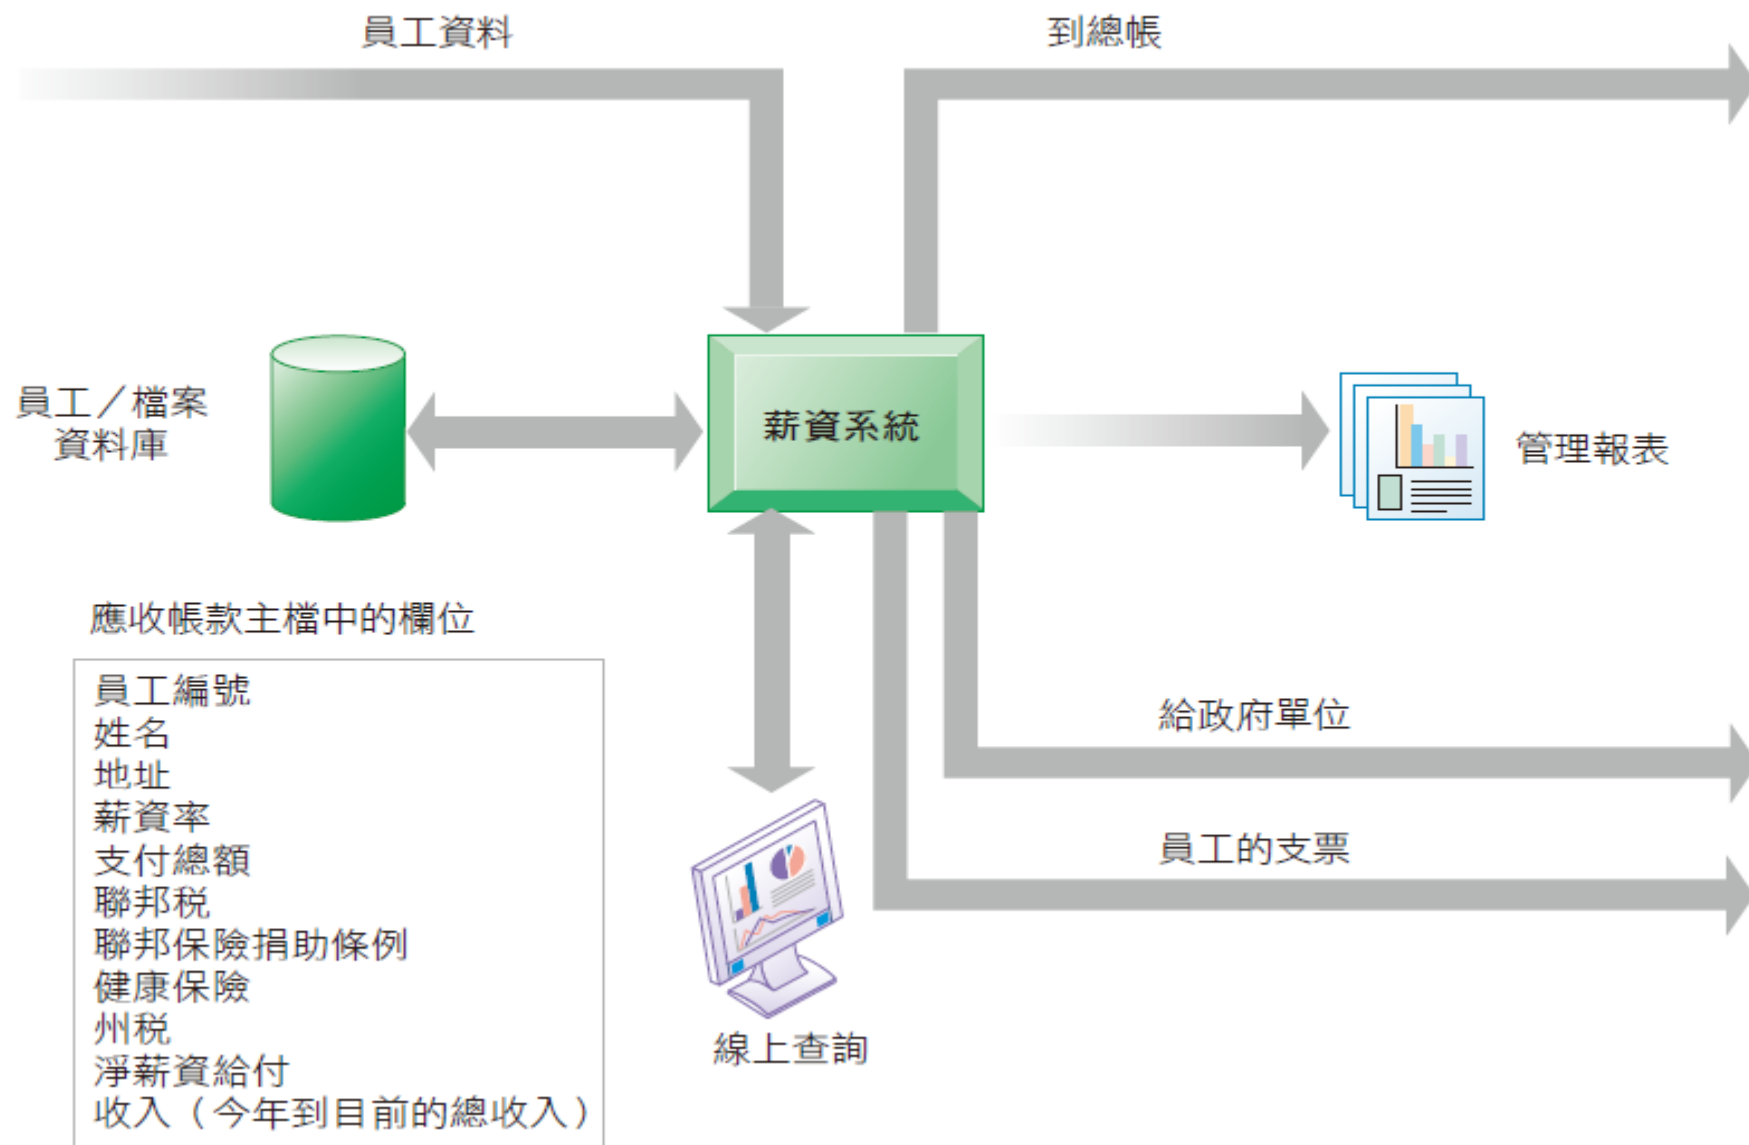 員工資料
到總帳
員工／檔案
資料庫
薪資系統
管理報表
應收帳款主檔中的欄位
員工編號
姓名
地址
薪資率
支付總額
聯邦稅
聯邦保險捐助條例
健康保險
州稅
淨薪資給付
收入（今年到目前的總收入）
給政府單位
員工的支票
線上查詢